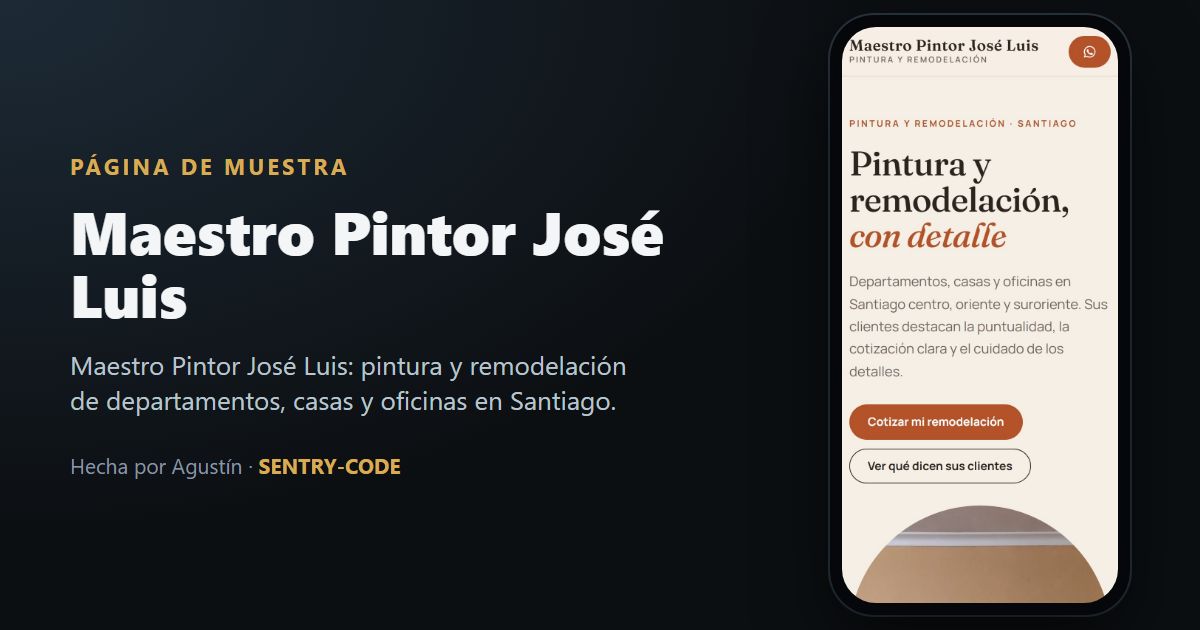 PÁGINA DE MUESTRA
Maestro Pintor José
Luis
Maestro Pintor José Luis: pintura y remodelación
de departamentos, casas y oficinas en Santiago.
Hecha por Agustín · SENTRY-CODE
Maestro Pintor José Luis
PINTURA Y REMODELACIÓN
PINTURA Y REMODELACIÓN · SANTIAGO
Pintura y
remodelación,
con detalle
Departamentos, casas y oficinas en
Santiago centro, oriente y suroriente. Sus
clientes destacan la puntualidad, la
cotización clara y el cuidado de los
detalles.
Cotizar mi remodelación
Ver qué dicen sus clientes